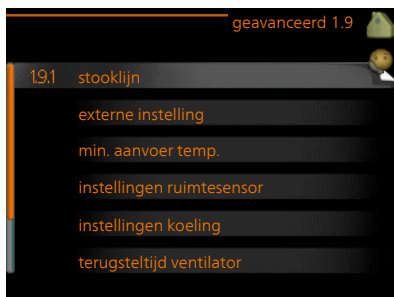 geavanceerd 1.9
1.9.1 stooklijn
externe instelling
min. aanvoer temp.
instellingen ruimtesensor
instellingen koeling
terugsteltijd ventilator